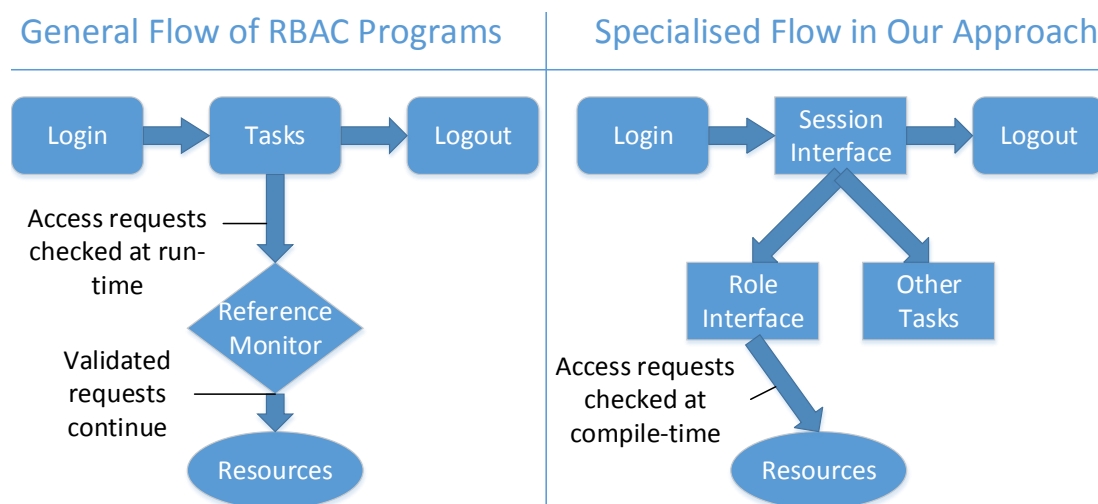 General Flow of RBAC Programs
Login
Tasks
Logout
Access requests
checked at run-
time
Reference
Monitor
Validated
requests
continue
Resources
Specialised Flow in Our Approach
Login
Session
Interface
Logout
Role
Interface
Other
Tasks
Access requests
checked at
compile-time
Resources